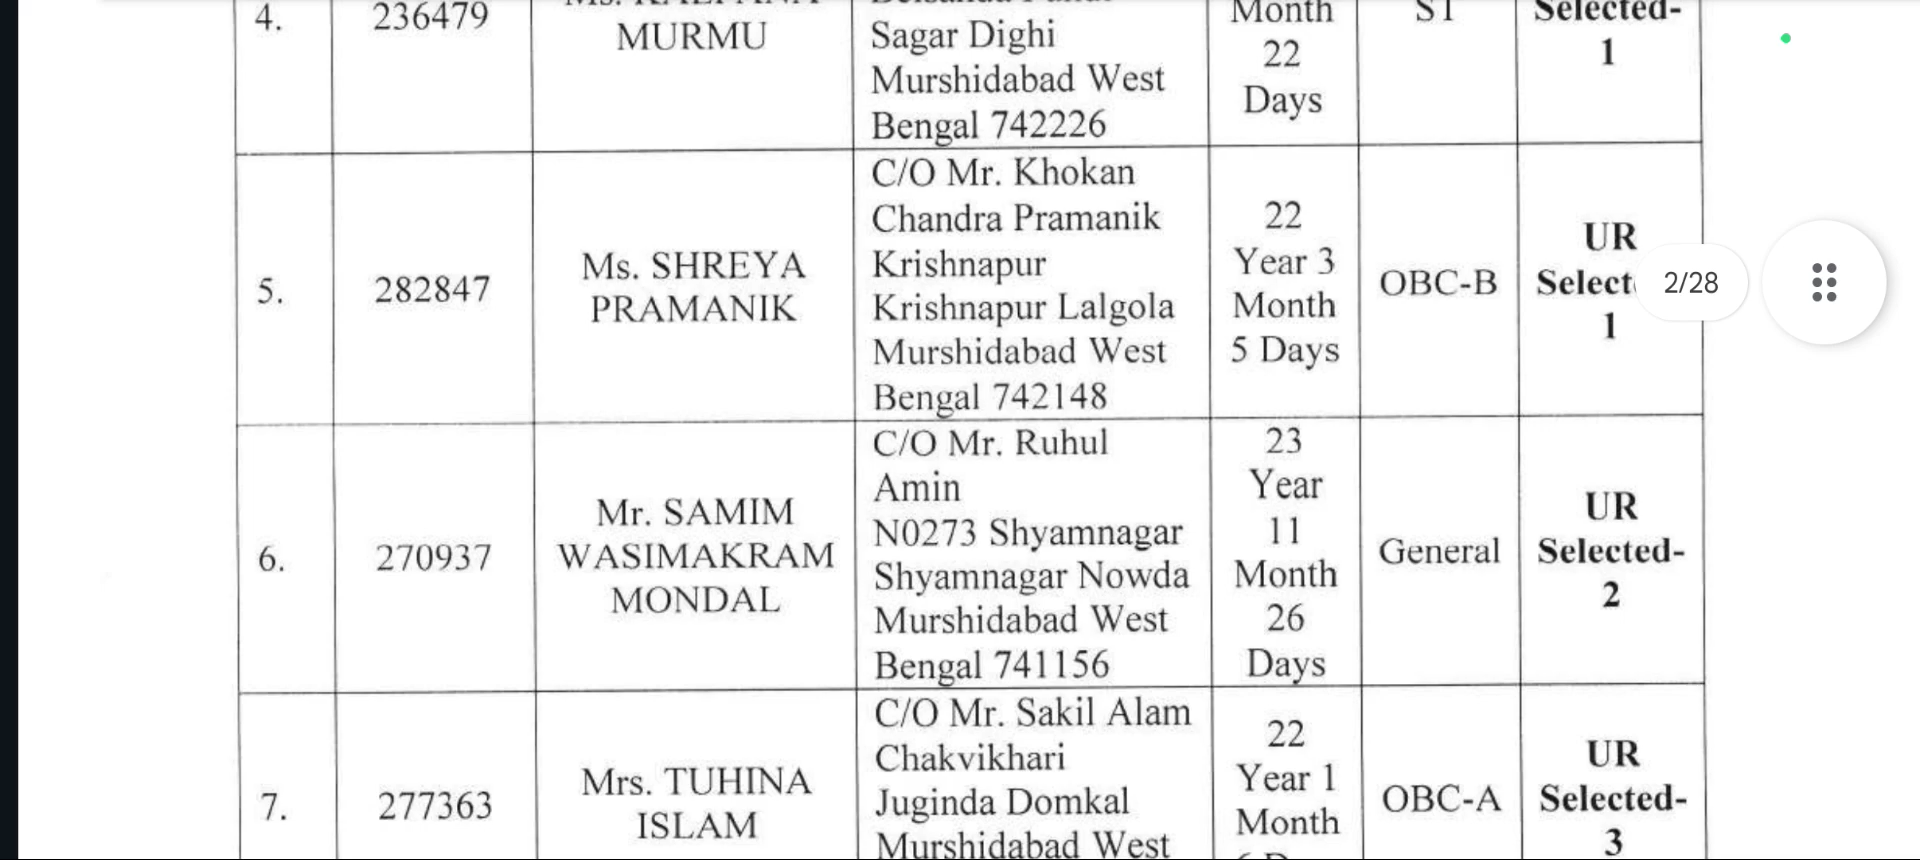 4.
236479
MURMU
Sagar Dighi
Murshidabad West
Bengal 742226
Month
22
Days
ST
Selected-
1
5.
282847
Ms. SHREYA
PRAMANIK
C/O Mr. Khokan
Chandra Pramanik
Krishnapur
Krishnapur Lalgola
Murshidabad West
Bengal 742148
22
Year 3
Month
5 Days
OBC-B
UR
Select
1
2/28
6.
270937
Mr. SAMIM
WASIMAKRAM
MONDAL
C/O Mr. Ruhul
Amin
N0273 Shyamnagar
Shyamnagar Nowda
Murshidabad West
Bengal 741156
23
Year
11
Month
26
Days
General
UR
Selected-
2
7.
277363
Mrs. TUHINA
ISLAM
C/O Mr. Sakil Alam
Chakvikhari
Juginda Domkal
Murshidabad West
22
Year 1
Month
OBC-A
UR
Selected-
3